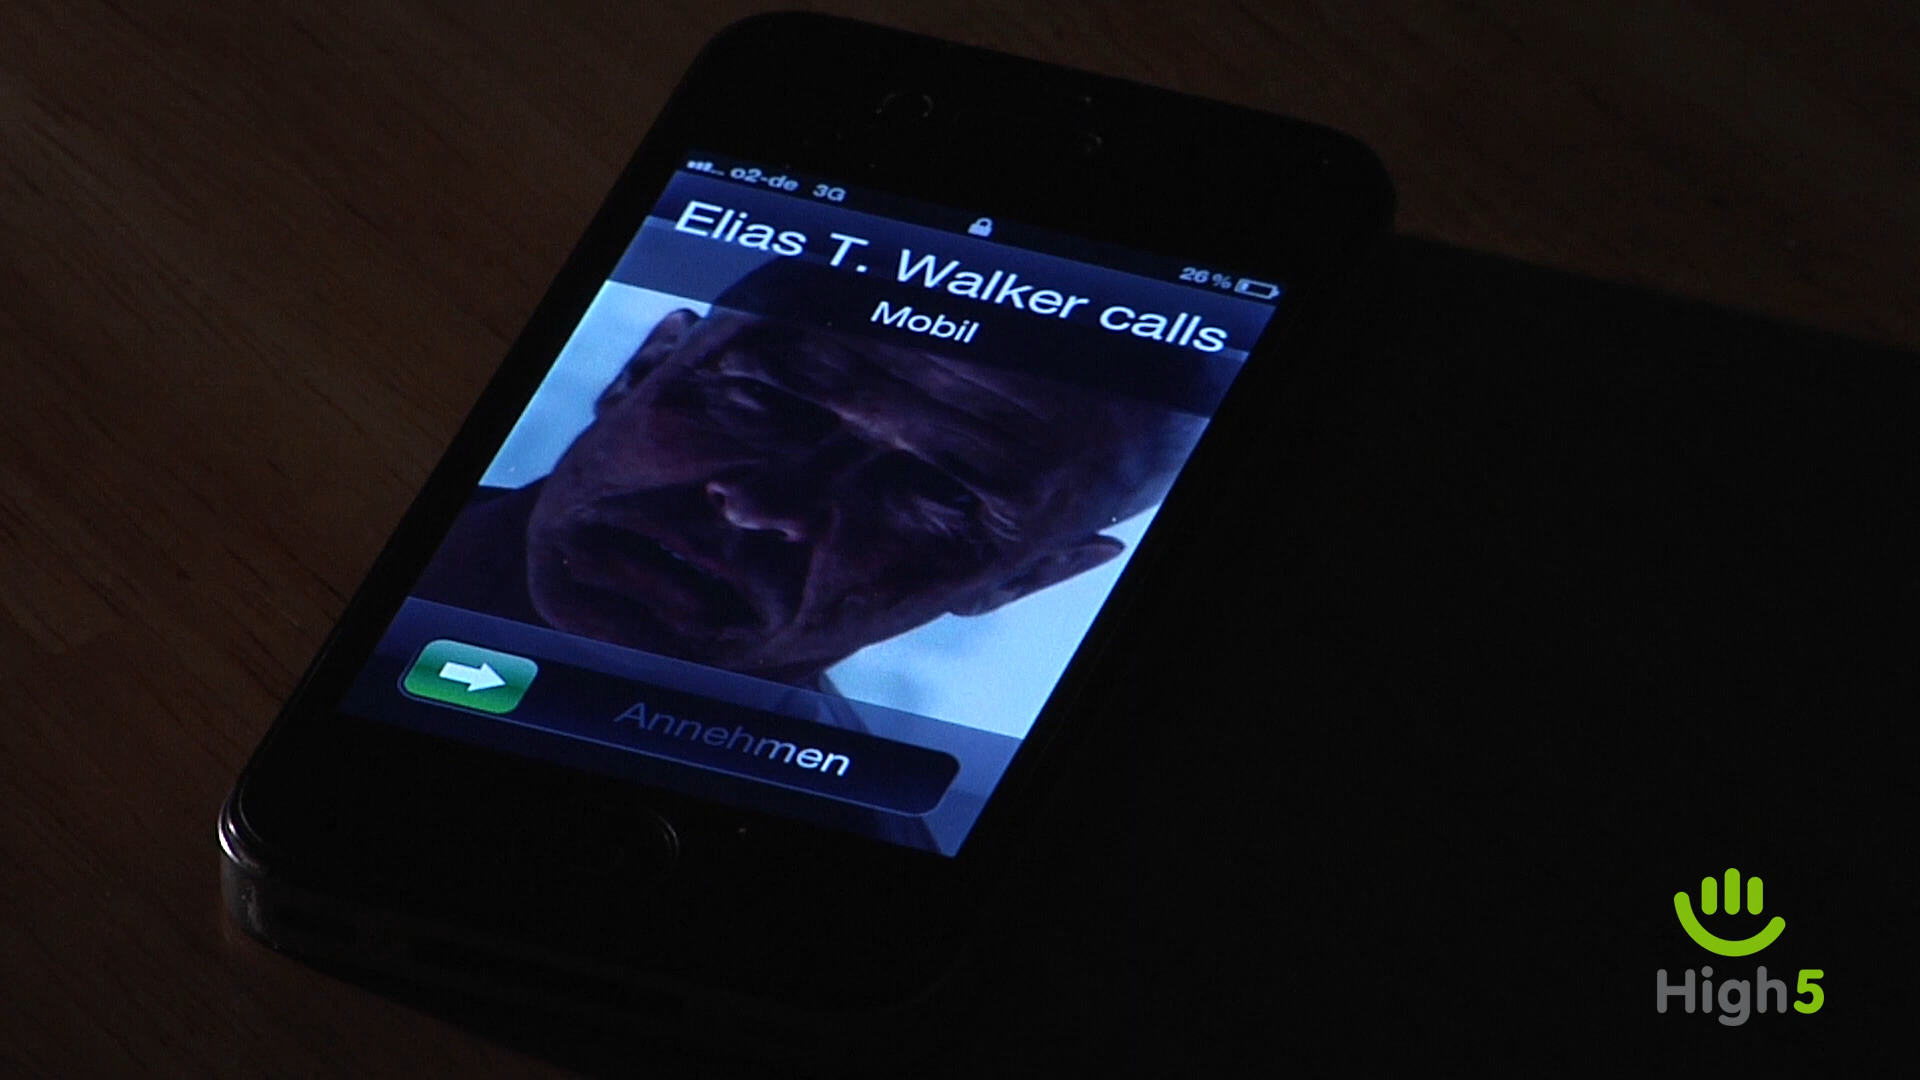 o2-de 3G
26 %
Elias T. Walker calls
Mobil
Annehmen
High5